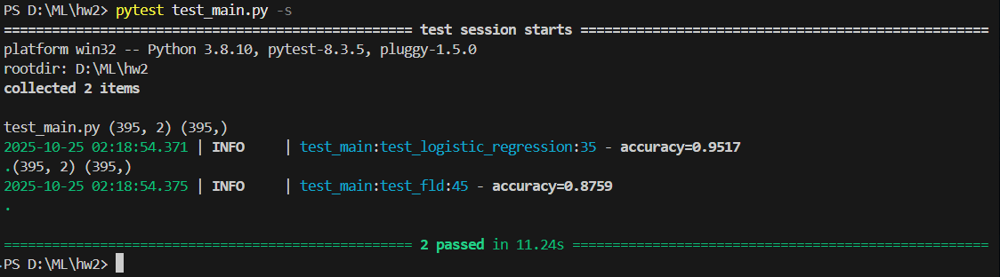 PS D:\ML\hw2> pytest test_main.py -s
================================================= test session starts =================================================
platform win32 -- Python 3.8.10, pytest-8.3.5, pluggy-1.5.0
rootdir: D:\ML\hw2
collected 2 items
test_main.py (395, 2) (395,)
2025-10-25 02:18:54.371 | INFO     | test_main:test_logistic_regression:35 - accuracy=0.9517
.(395, 2) (395,)
2025-10-25 02:18:54.375 | INFO     | test_main:test_fld:45 - accuracy=0.8759
.
================================================= 2 passed in 11.24s ==================================================
PS D:\ML\hw2>